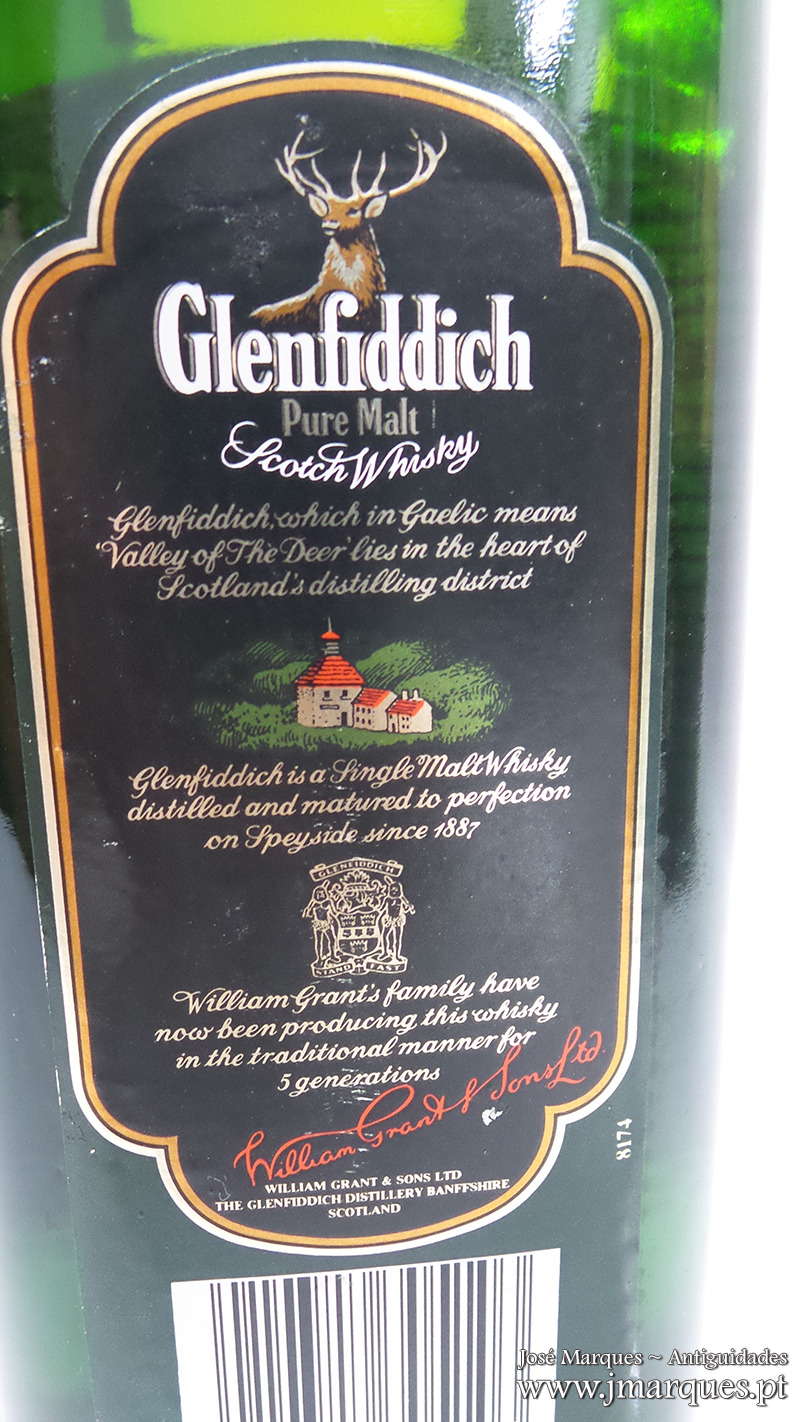 Glenfiddich
Pure Malt
Scotch Whisky
Glenfiddich, which in Gaelic means
'Valley of The Deer' lies in the heart of
Scotland's distilling district
Glenfiddich is a Single Malt Whisky
distilled and matured to perfection
on Speyside since 1887
GLENFIDDICH
STAND FAST
William Grant's family have
now been producing this whisky
in the traditional manner for
5 generations
William Grant & Sons Ltd.
WILLIAM GRANT & SONS LTD
THE GLENFIDDICH DISTILLERY BANFFSHIRE
SCOTLAND
8174
José Marques ~ Antiguidades
www.jmarques.pt